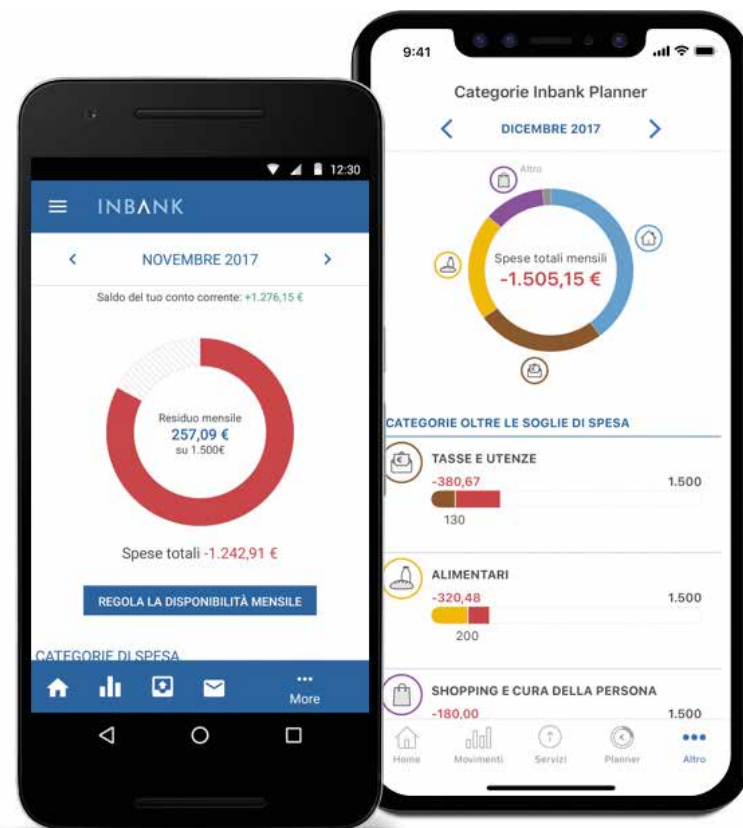 12:30
INBANK
NOVEMBRE 2017
Saldo del tuo conto corrente: +1.276,15 €
Residuo mensile
257,09 €
su 1.500€
Spese totali -1.242,91 €
REGOLA LA DISPONIBILITÀ MENSILE
CATEGORIE DI SPESA
More
9:41
Categorie Inbank Planner
DICEMBRE 2017
Altro
Spese totali mensili
-1.505,15 €
CATEGORIE OLTRE LE SOGLIE DI SPESA
TASSE E UTENZE
-380,67 1.500
130
ALIMENTARI
-320,48 1.500
200
SHOPPING E CURA DELLA PERSONA
-180,00 1.500
Home Movimenti Servizi Planner Altro